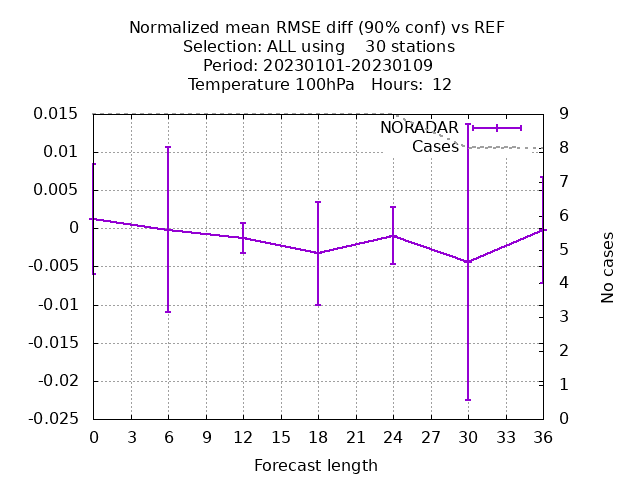 Normalized mean RMSE diff (90% conf) vs REF
Selection: ALL using    30 stations
Period: 20230101-20230109
Temperature 100hPa   Hours:  12
NORADAR
Cases
0.015
0.01
0.005
0
-0.005
-0.01
-0.015
-0.02
-0.025
9
8
7
6
5
4
3
2
1
0
No cases
0 3 6 9 12 15 18 21 24 27 30 33 36
Forecast length